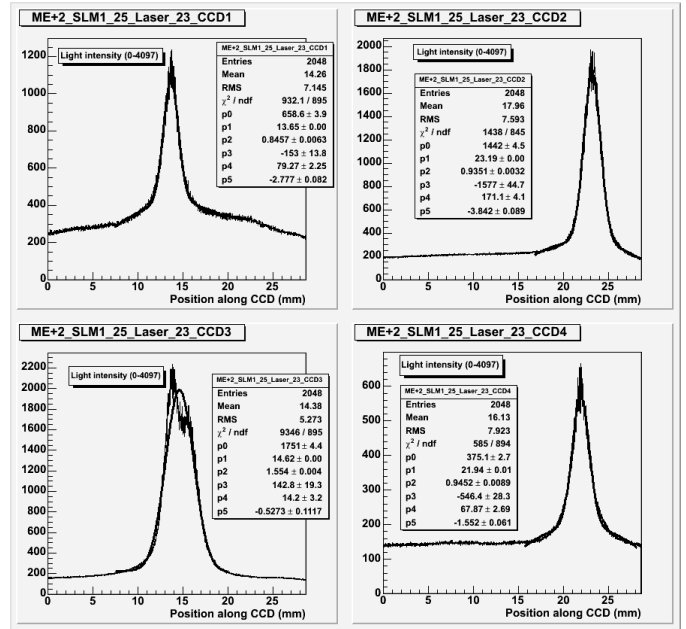 ME+2_SLM1_25_Laser_23_CCD1
Light intensity (0-4097)
ME+2_SLM1_25_Laser_23_CCD1
Entries 2048
Mean 14.26
RMS 7.145
χ² / ndf 932.1 / 895
p0 658.6 ± 3.9
p1 13.65 ± 0.00
p2 0.8457 ± 0.0063
p3 -153 ± 13.8
p4 79.27 ± 2.25
p5 -2.777 ± 0.082
1200
1000
800
600
400
200
0
0 5 10 15 20 25
Position along CCD (mm)
ME+2_SLM1_25_Laser_23_CCD2
Light intensity (0-4097)
ME+2_SLM1_25_Laser_23_CCD2
Entries 2048
Mean 17.96
RMS 7.593
χ² / ndf 1438 / 845
p0 1442 ± 4.5
p1 23.19 ± 0.00
p2 0.9351 ± 0.0032
p3 -1577 ± 44.7
p4 171.1 ± 4.1
p5 -3.842 ± 0.089
2000
1800
1600
1400
1200
1000
800
600
400
200
0
0 5 10 15 20 25
Position along CCD (mm)
ME+2_SLM1_25_Laser_23_CCD3
Light intensity (0-4097)
ME+2_SLM1_25_Laser_23_CCD3
Entries 2048
Mean 14.38
RMS 5.273
χ² / ndf 9346 / 895
p0 1751 ± 4.4
p1 14.62 ± 0.00
p2 1.554 ± 0.004
p3 142.8 ± 19.3
p4 14.2 ± 3.2
p5 -0.5273 ± 0.1117
2200
2000
1800
1600
1400
1200
1000
800
600
400
200
0
0 5 10 15 20 25
Position along CCD (mm)
ME+2_SLM1_25_Laser_23_CCD4
Light intensity (0-4097)
ME+2_SLM1_25_Laser_23_CCD4
Entries 2048
Mean 16.13
RMS 7.923
χ² / ndf 585 / 894
p0 375.1 ± 2.7
p1 21.94 ± 0.01
p2 0.9452 ± 0.0089
p3 -546.4 ± 28.3
p4 67.87 ± 2.69
p5 -1.552 ± 0.061
600
500
400
300
200
100
0
0 5 10 15 20 25
Position along CCD (mm)